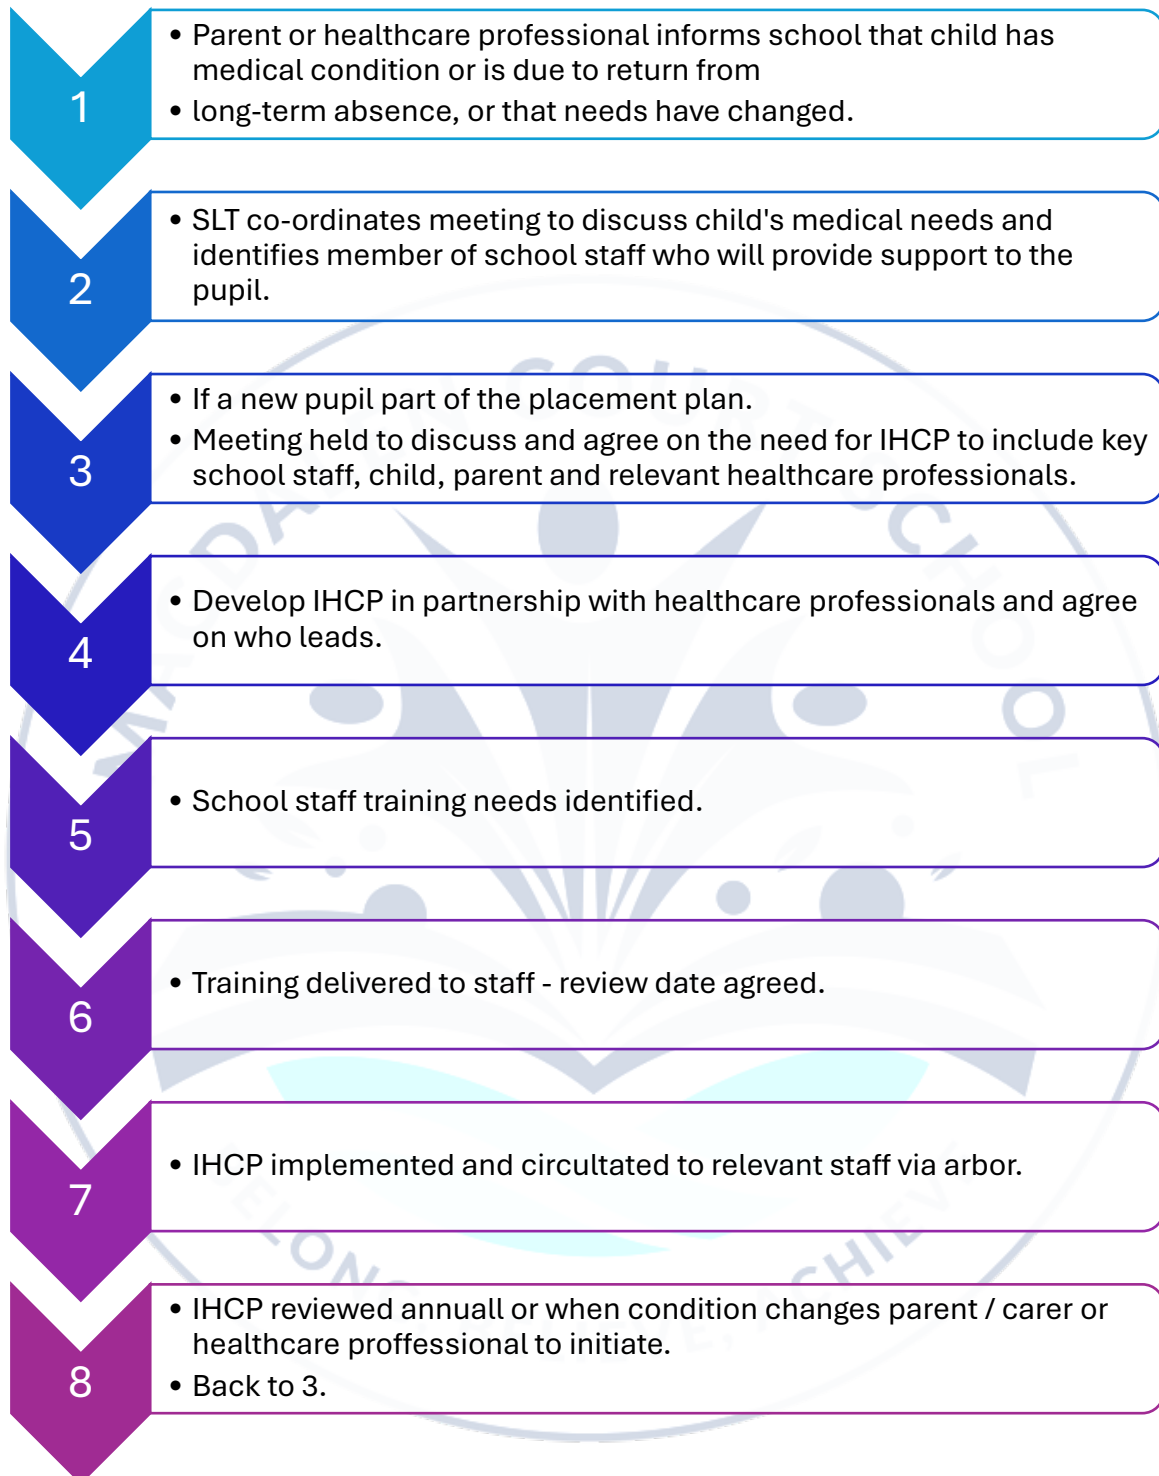 1
• Parent or healthcare professional informs school that child has
medical condition or is due to return from
• long-term absence, or that needs have changed.
2
• SLT co-ordinates meeting to discuss child's medical needs and
identifies member of school staff who will provide support to the
pupil.
3
• If a new pupil part of the placement plan.
• Meeting held to discuss and agree on the need for IHCP to include key
school staff, child, parent and relevant healthcare professionals.
4
• Develop IHCP in partnership with healthcare professionals and agree
on who leads.
5
• School staff training needs identified.
6
• Training delivered to staff - review date agreed.
7
• IHCP implemented and circultated to relevant staff via arbor.
8
• IHCP reviewed annuall or when condition changes parent / carer or
healthcare proffessional to initiate.
• Back to 3.
COURT SCHOOL